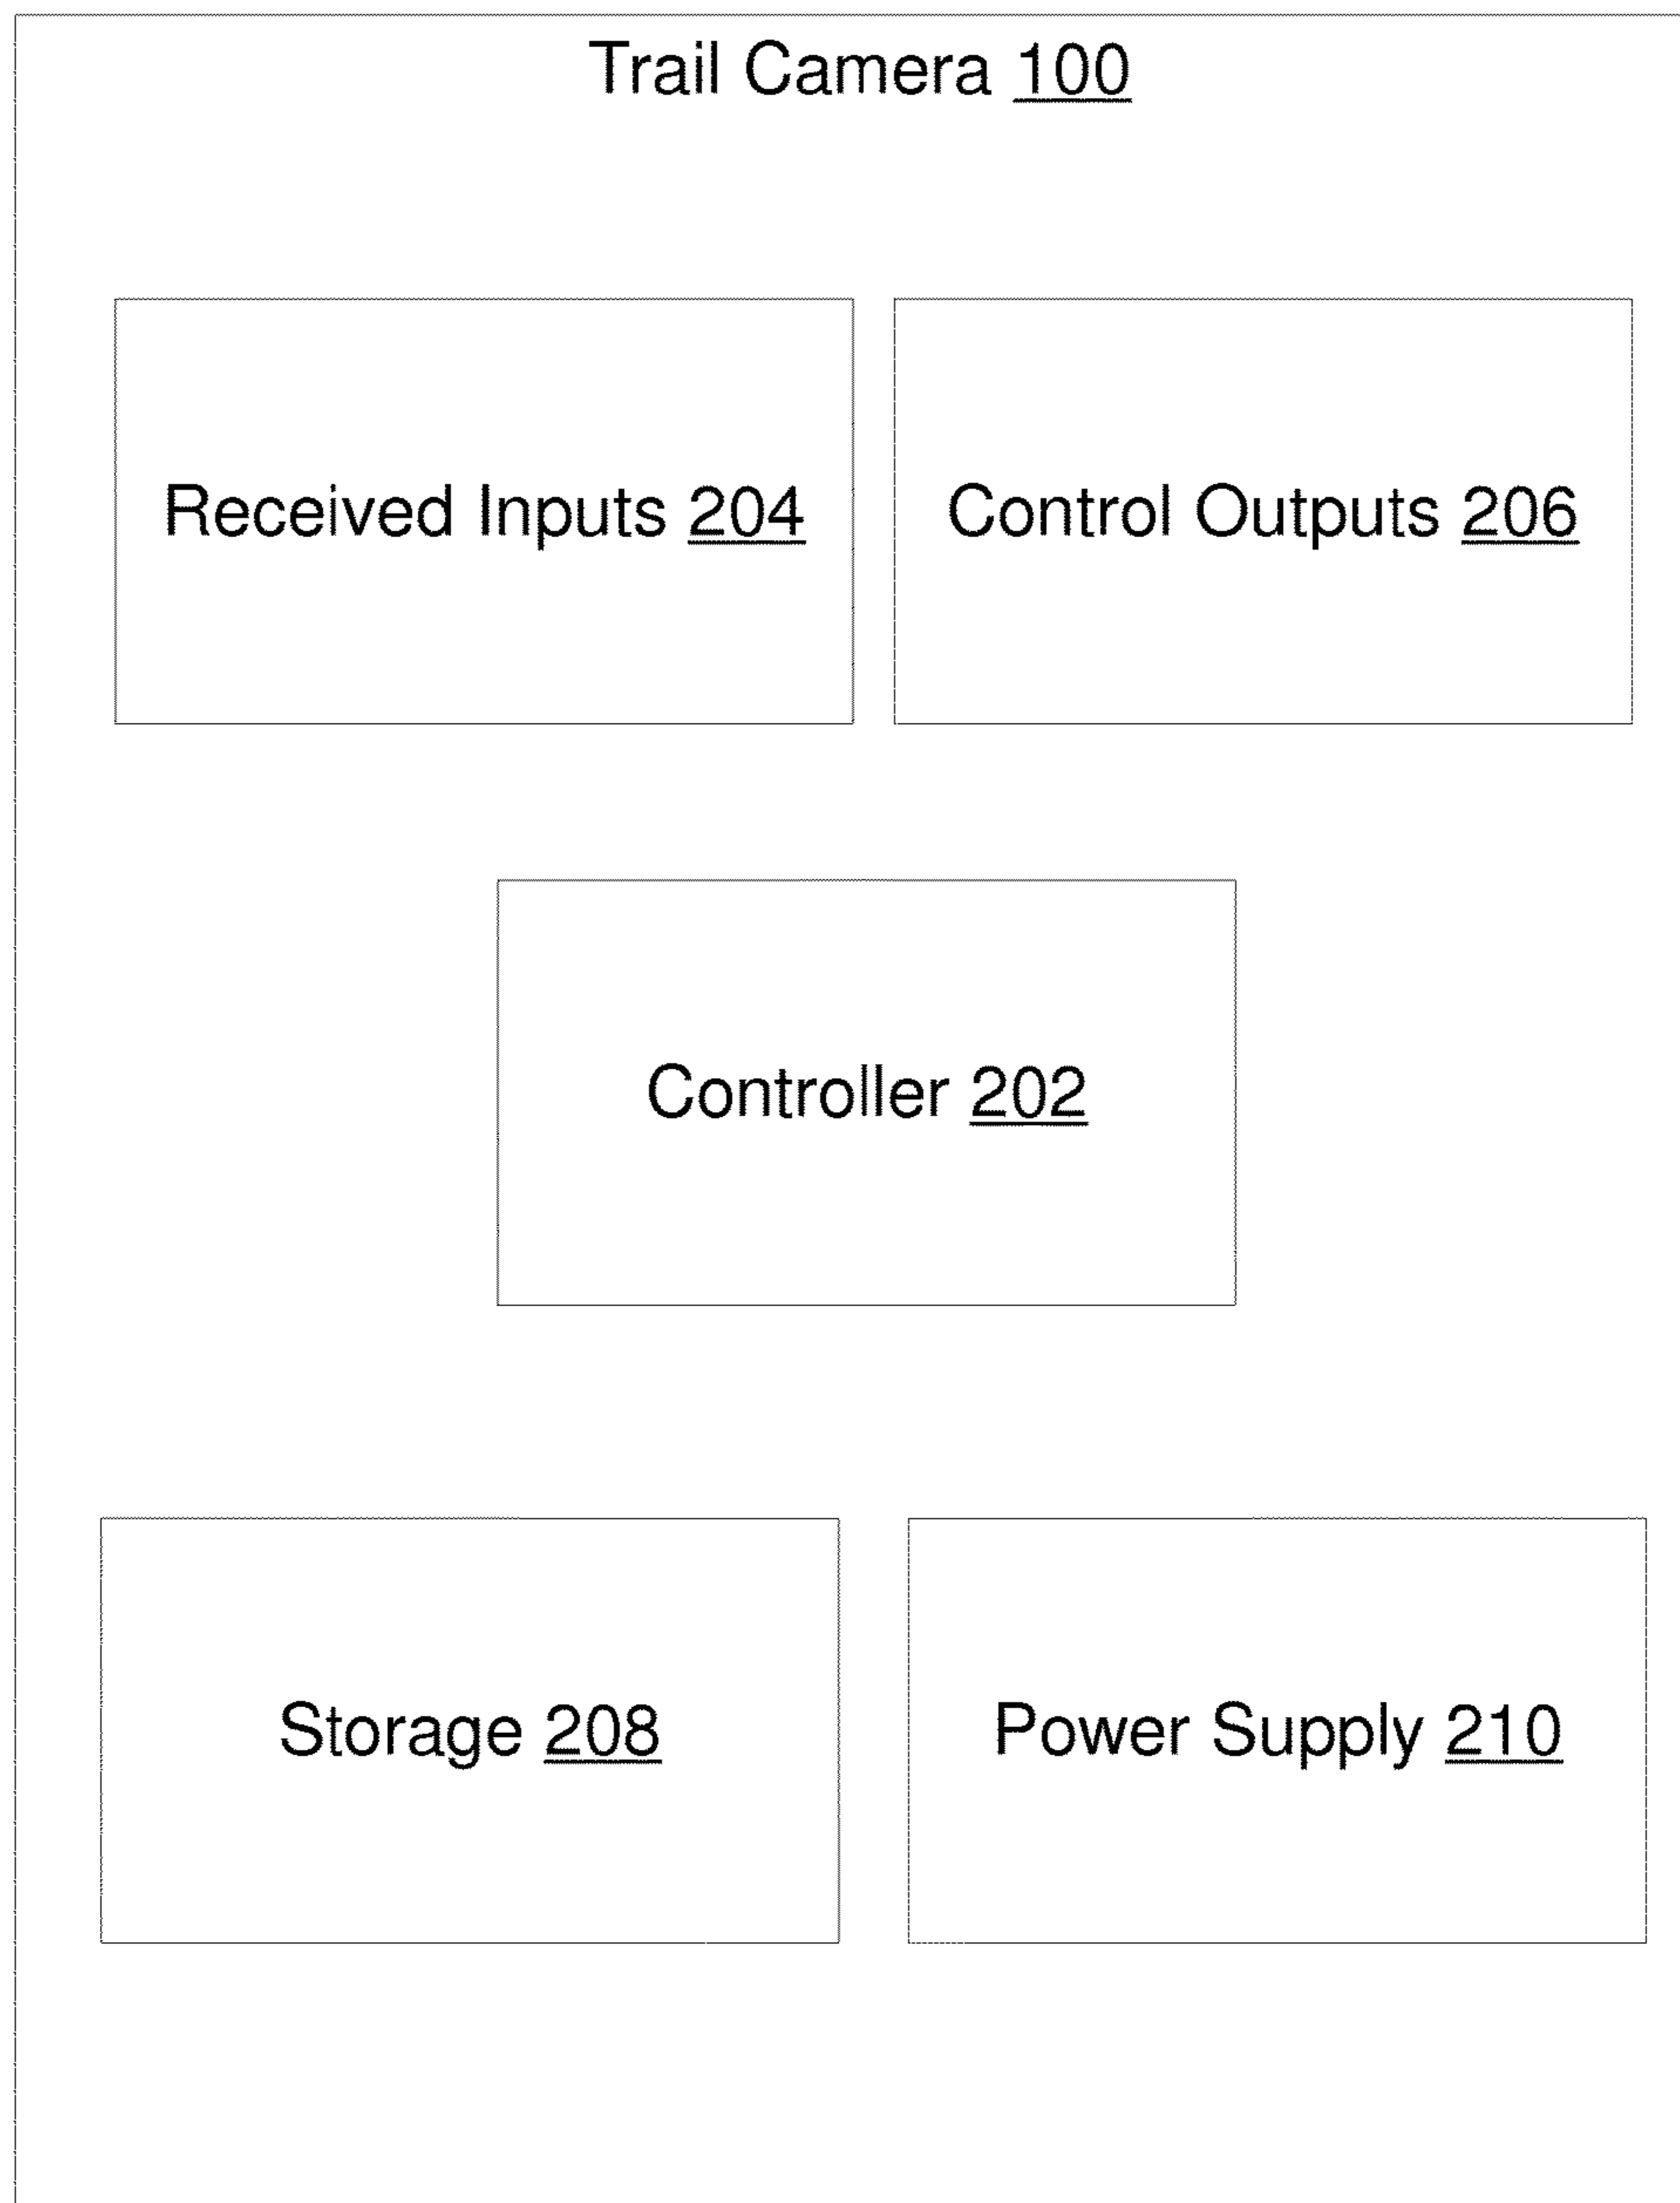 Trail Camera 100
Received Inputs 204
Control Outputs 206
Controller 202
Storage 208
Power Supply 210